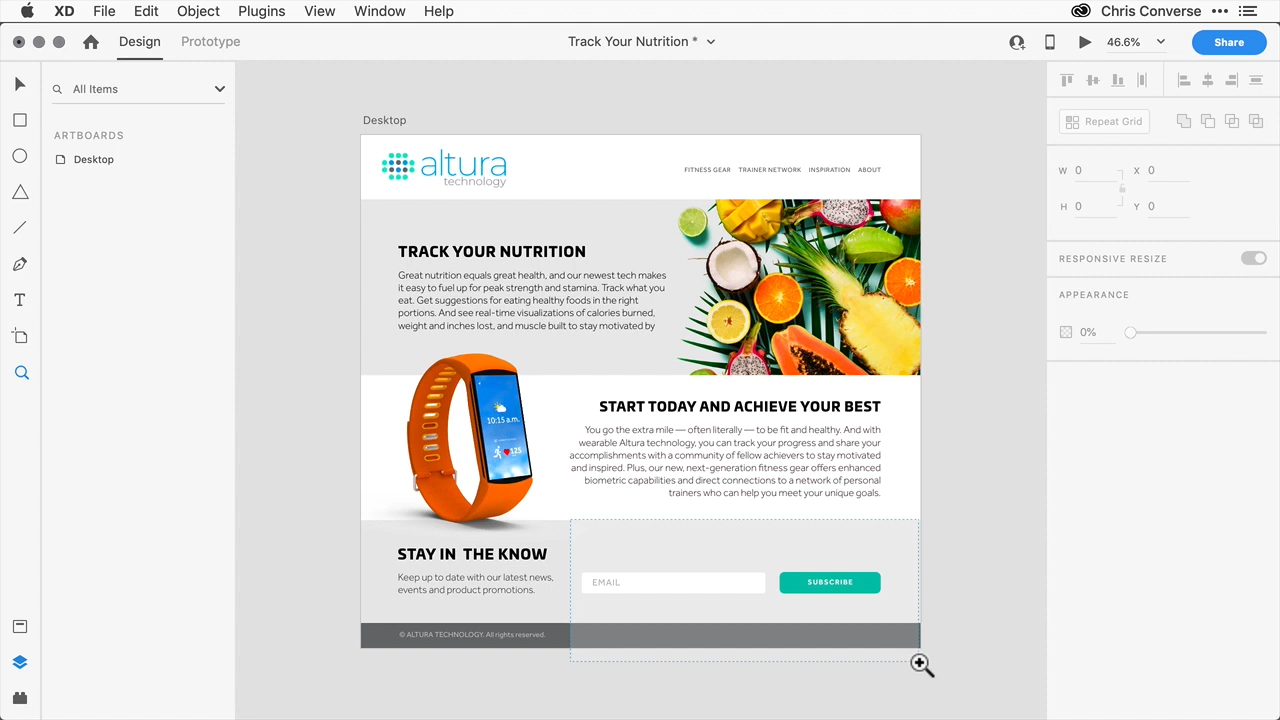 XD File Edit Object Plugins View Window Help Chris Converse
Design Prototype Track Your Nutrition * 46.6% Share
All Items
ARTBOARDS
Desktop
Desktop
altura
technology
FITNESS GEAR TRAINER NETWORK INSPIRATION ABOUT
TRACK YOUR NUTRITION
Great nutrition equals great health, and our newest tech makes
it easy to fuel up for peak strength and stamina. Track what you
eat. Get suggestions for eating healthy foods in the right
portions. And see real-time visualizations of calories burned,
weight and inches lost, and muscle built to stay motivated by
10:15 a.m.
125
START TODAY AND ACHIEVE YOUR BEST
You go the extra mile — often literally — to be fit and healthy. And with
wearable Altura technology, you can track your progress and share your
accomplishments with a community of fellow achievers to stay motivated
and inspired. Plus, our new, next-generation fitness gear offers enhanced
biometric capabilities and direct connections to a network of personal
trainers who can help you meet your unique goals.
STAY IN THE KNOW
Keep up to date with our latest news,
events and product promotions.
EMAIL
SUBSCRIBE
© ALTURA TECHNOLOGY. All rights reserved.
Repeat Grid
W 0 X 0
H 0 Y 0
RESPONSIVE RESIZE
APPEARANCE
0%